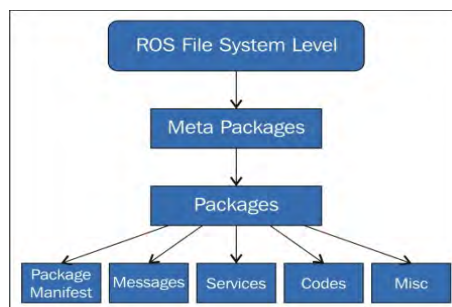 ROS File System Level
Meta Packages
Packages
Package
Manifest
Messages
Services
Codes
Misc